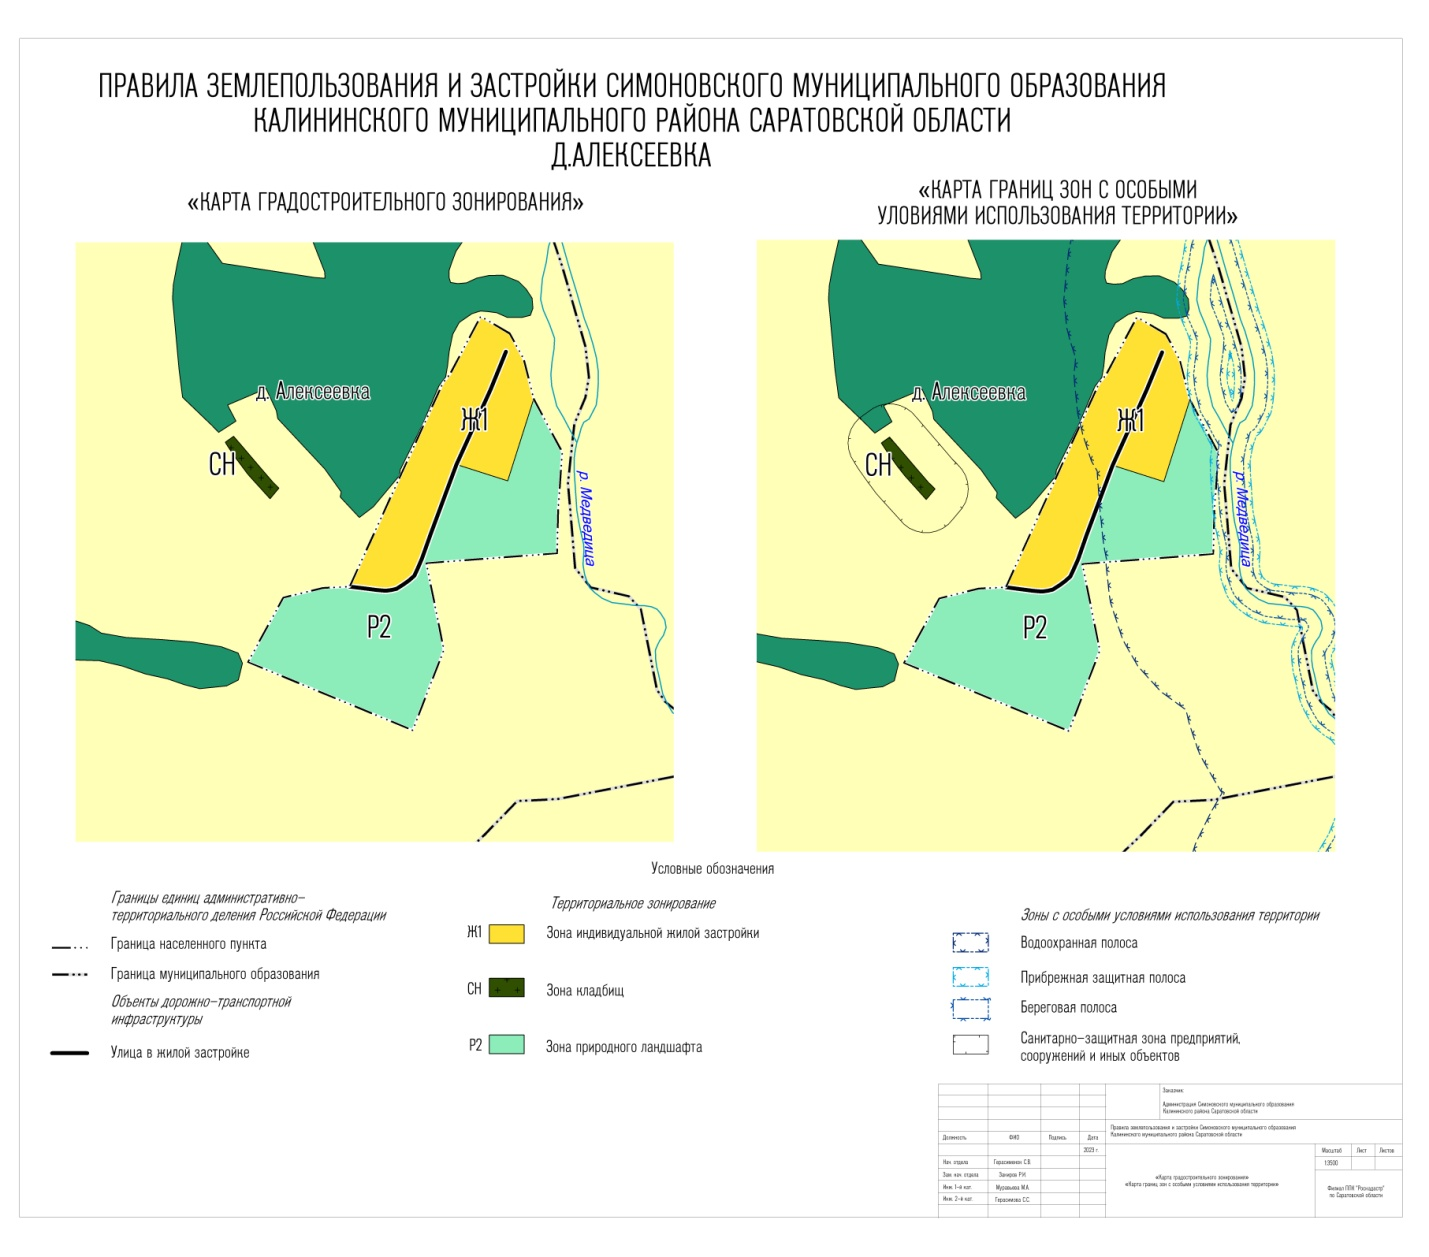 ПРАВИЛА ЗЕМЛЕПОЛЬЗОВАНИЯ И ЗАСТРОЙКИ СИМОНОВСКОГО МУНИЦИПАЛЬНОГО ОБРАЗОВАНИЯ
КАЛИНИНСКОГО МУНИЦИПАЛЬНОГО РАЙОНА САРАТОВСКОЙ ОБЛАСТИ
Д.АЛЕКСЕЕВКА
«КАРТА ГРАДОСТРОИТЕЛЬНОГО ЗОНИРОВАНИЯ»
д. Алексеевка
Ж1
СН
р. Медведица
Р2
«КАРТА ГРАНИЦ ЗОН С ОСОБЫМИ
УЛОВИЯМИ ИСПОЛЬЗОВАНИЯ ТЕРРИТОРИИ»
д. Алексеевка
Ж1
СН
р. Медведица
Р2
Условные обозначения
Границы единиц административно-
территориального деления Российской Федерации
Граница населенного пункта
Граница муниципального образования
Объекты дорожно-транспортной
инфраструктуры
Улица в жилой застройке
Территориальное зонирование
Ж1 Зона индивидуальной жилой застройки
СН Зона кладбищ
Р2 Зона природного ландшафта
Зоны с особыми условиями использования территории
Водоохранная полоса
Прибрежная защитная полоса
Береговая полоса
Санитарно-защитная зона предприятий,
сооружений и иных объектов
Заказчик:
Администрация Симоновского муниципального образования
Калининского района Саратовской области
Правила землепользования и застройки Симоновского муниципального образования
Калининского муниципального района Саратовской области
Должность ФИО Подпись Дата
2023 г.
Нач. отдела
Зам. нач. отдела
Инж. 1-й кат. Муравьева М.А.
Инж. 2-й кат. Герасимова С.С.
«Карта градостроительного зонирования»
«Карта границ зон с особыми условиями использования территории»
Масштаб Лист Листов
1:3500
Филиал ППК "Роскадастр"
по Саратовской области